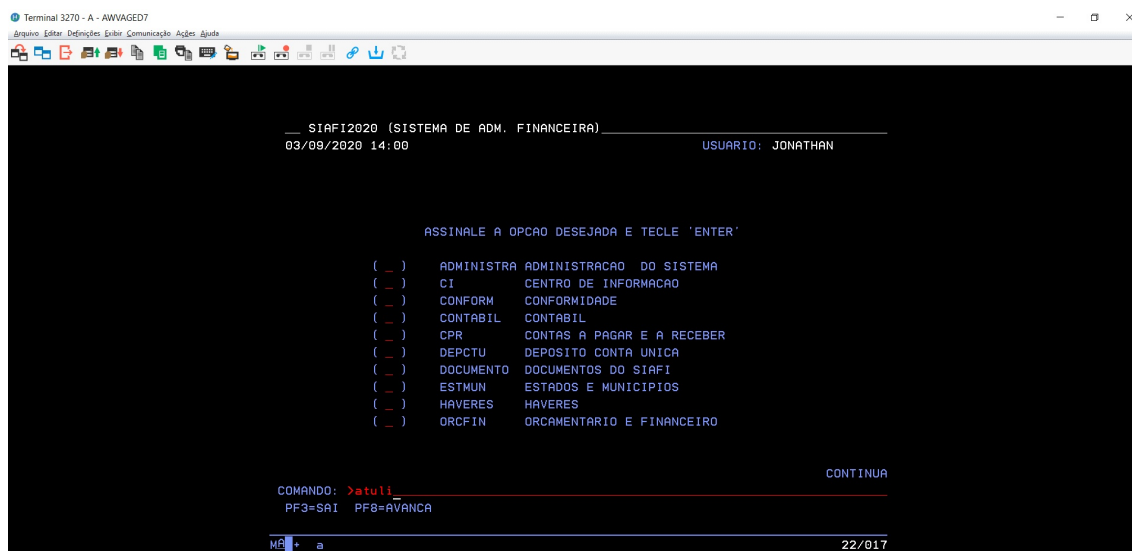 Terminal 3270 - A - AWVAGED7
Arquivo Editar Definições Exibir Comunicação Ações Ajuda
__ SIAFI2020 (SISTEMA DE ADM. FINANCEIRA)
03/09/2020 14:00 USUARIO: JONATHAN
ASSINALE A OPCAO DESEJADA E TECLE 'ENTER'
( _ ) ADMINISTRA ADMINISTRACAO DO SISTEMA
( _ ) CI CENTRO DE INFORMACAO
( _ ) CONFORM CONFORMIDADE
( _ ) CONTABIL CONTABIL
( _ ) CPR CONTAS A PAGAR E A RECEBER
( _ ) DEPCTU DEPOSITO CONTA UNICA
( _ ) DOCUMENTO DOCUMENTOS DO SIAFI
( _ ) ESTMUN ESTADOS E MUNICIPIOS
( _ ) HAVERES HAVERES
( _ ) ORCFIN ORCAMENTARIO E FINANCEIRO
CONTINUA
COMANDO: >atuli
PF3=SAI PF8=AVANCA
MA + a 22/017